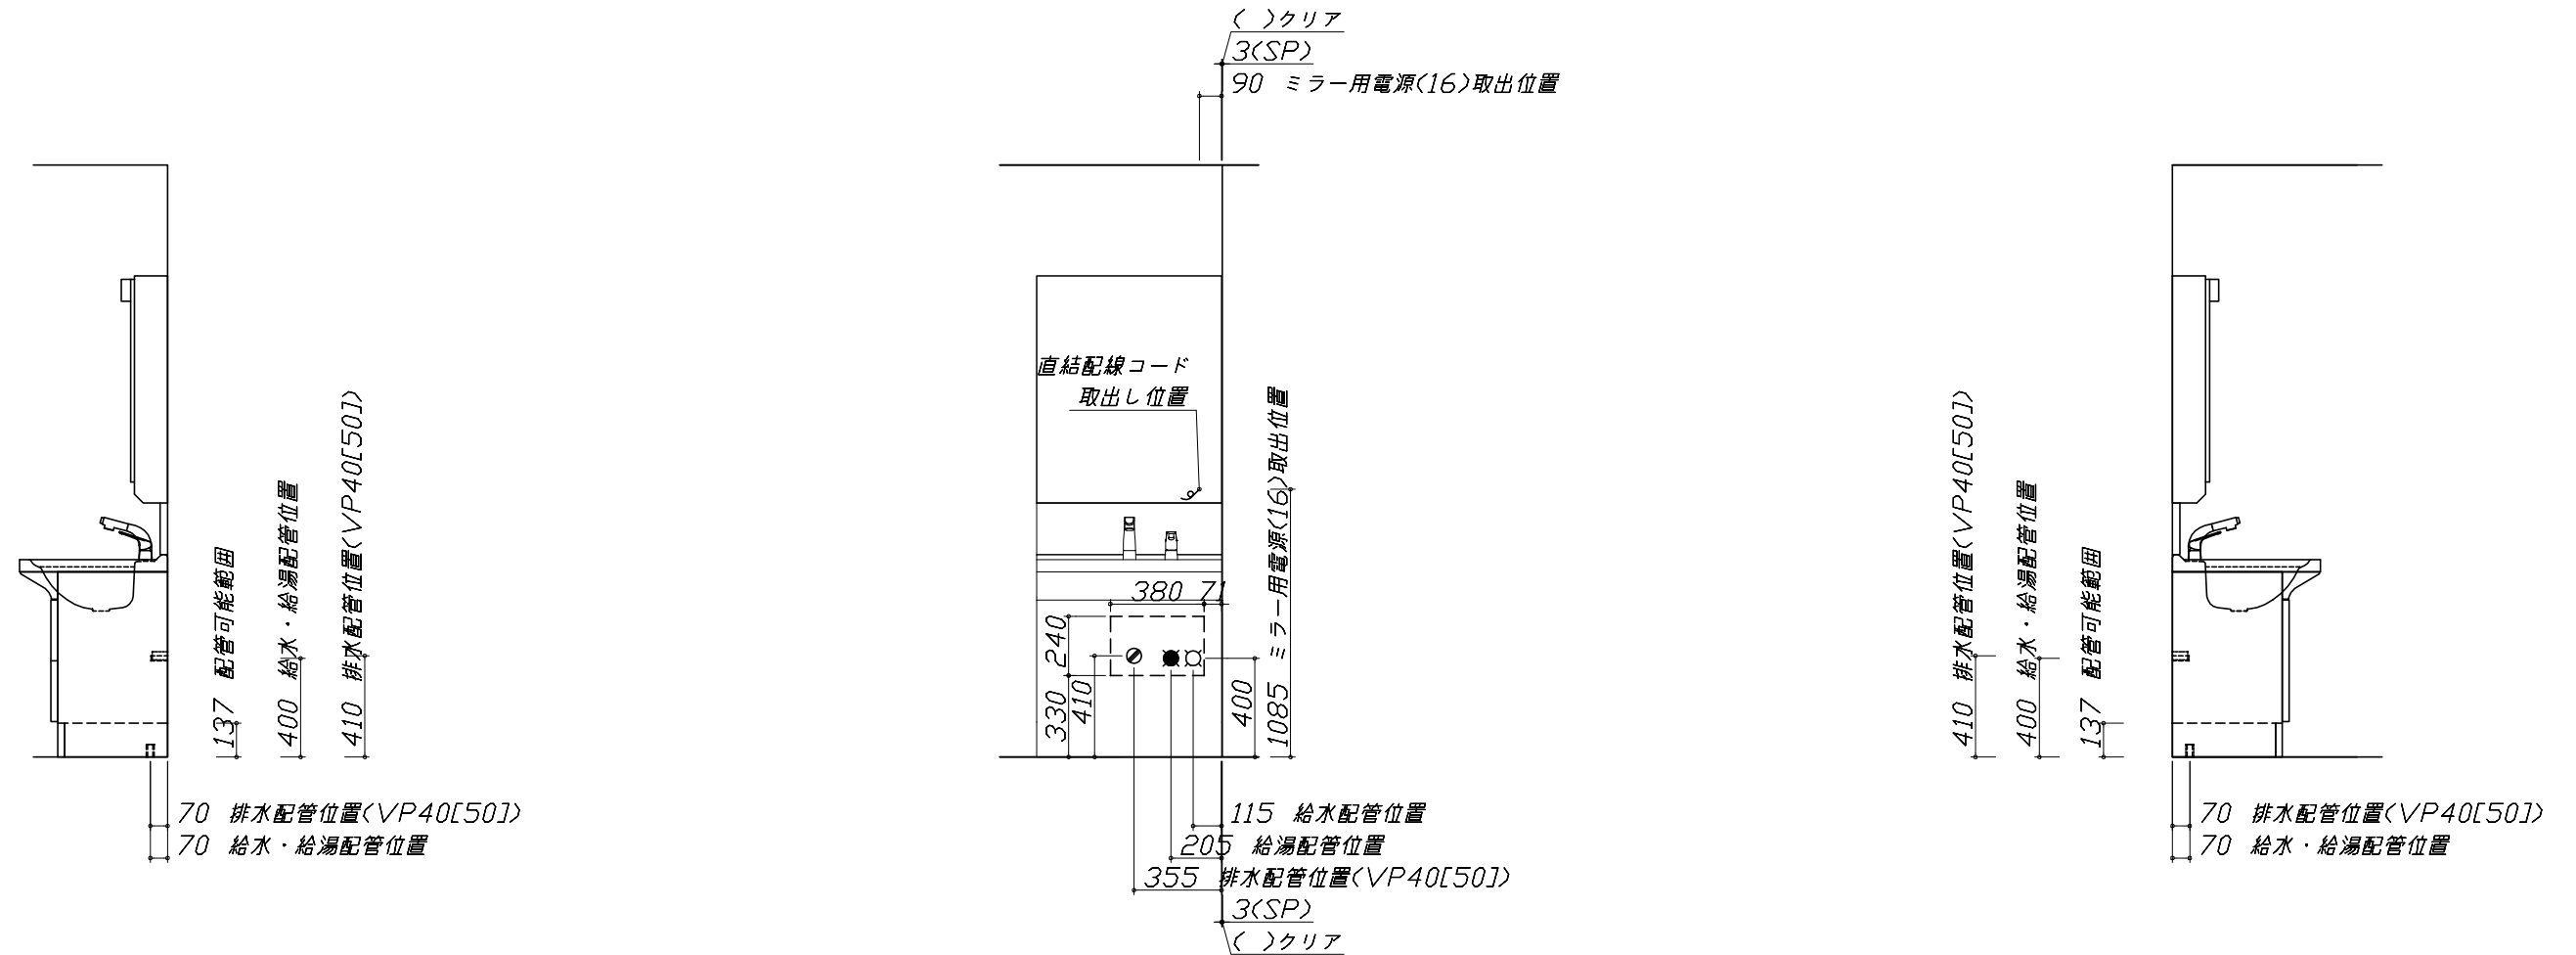 ( )クリア
3(SP)
90 ミラー用電源(16)取出位置
直結配線コード
取出し位置
137 配管可能範囲
400 給水・給湯配管位置
410 排水配管位置(VP40[50])
70 排水配管位置(VP40[50])
70 給水・給湯配管位置
380 71
240
330
410
400
1085 ミラー用電源(16)取出位置
115 給水配管位置
205 給湯配管位置
355 排水配管位置(VP40[50])
3(SP)
( )クリア
410 排水配管位置(VP40[50])
400 給水・給湯配管位置
137 配管可能範囲
70 排水配管位置(VP40[50])
70 給水・給湯配管位置